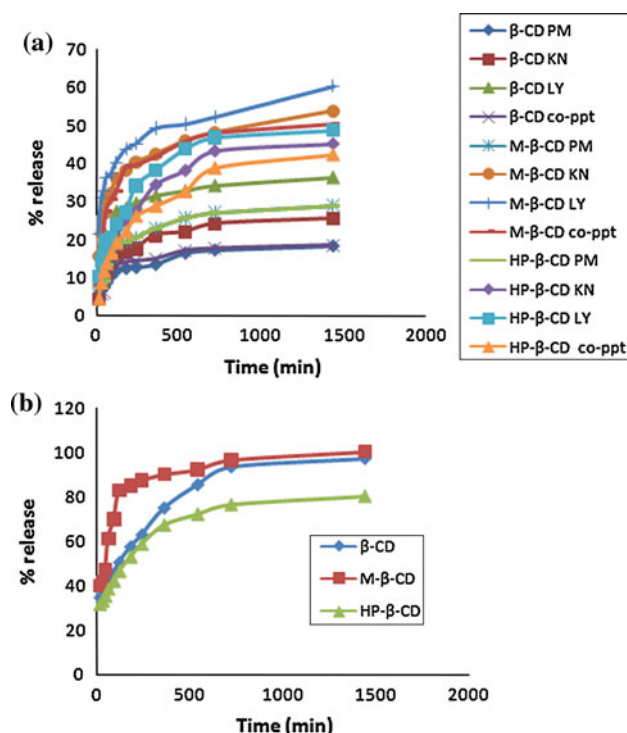 (a)
70
60
50
40
30
20
10
0
% release
0 500 1000 1500 2000
Time (min)
β-CD PM
β-CD KN
β-CD LY
β-CD co-ppt
M-β-CD PM
M-β-CD KN
M-β-CD LY
M-β-CD co-ppt
HP-β-CD PM
HP-β-CD KN
HP-β-CD LY
HP-β-CD co-ppt
(b)
120
100
80
60
40
20
0
% release
β-CD
M-β-CD
HP-β-CD
0 500 1000 1500 2000
Time (min)